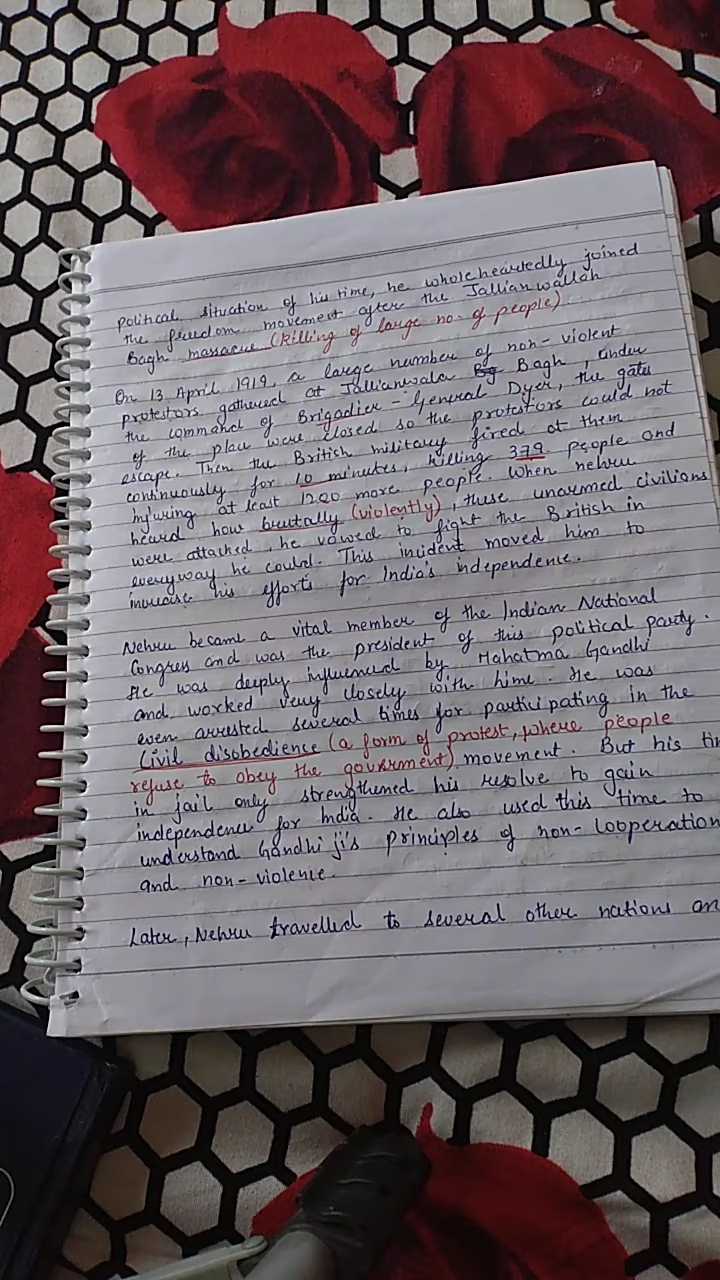 political situation of his time, he wholeheartedly joined
the freedom movement after the Jallianwallah
Bagh massacre (killing of large no. of people)
On 13 April 1919, a large number of non-violent
protestors gathered at Jallianwala Bagh, under
the command of Brigadier - General Dyer, the gates
of the place were closed so the protestors could not
escape. Then the British military fired at them
continuously for 10 minutes, killing 379 people and
injuring at least 1200 more people. When nehru
heard how brutally (violently), these unarmed civilions
were attacked, he vowed to fight the British in
everyway he could. This incident moved him to
increase his efforts for India's independence.
Nehru became a vital member of the Indian National
Congres and was the president of this political party.
He was deeply influenced by Mahatma Gandhi
and worked very closely with hime. He was
even arrested several times for participating in the
Civil disobedience (a form of protest, where people
refuse to obey the government) movement. But his
in jail only strengthened his resolve to gain
independence for India. He also used this time to
understand Gandhi ji's principles of non-cooperation
and non-violence.
Later, Nehru travelled to several other nations